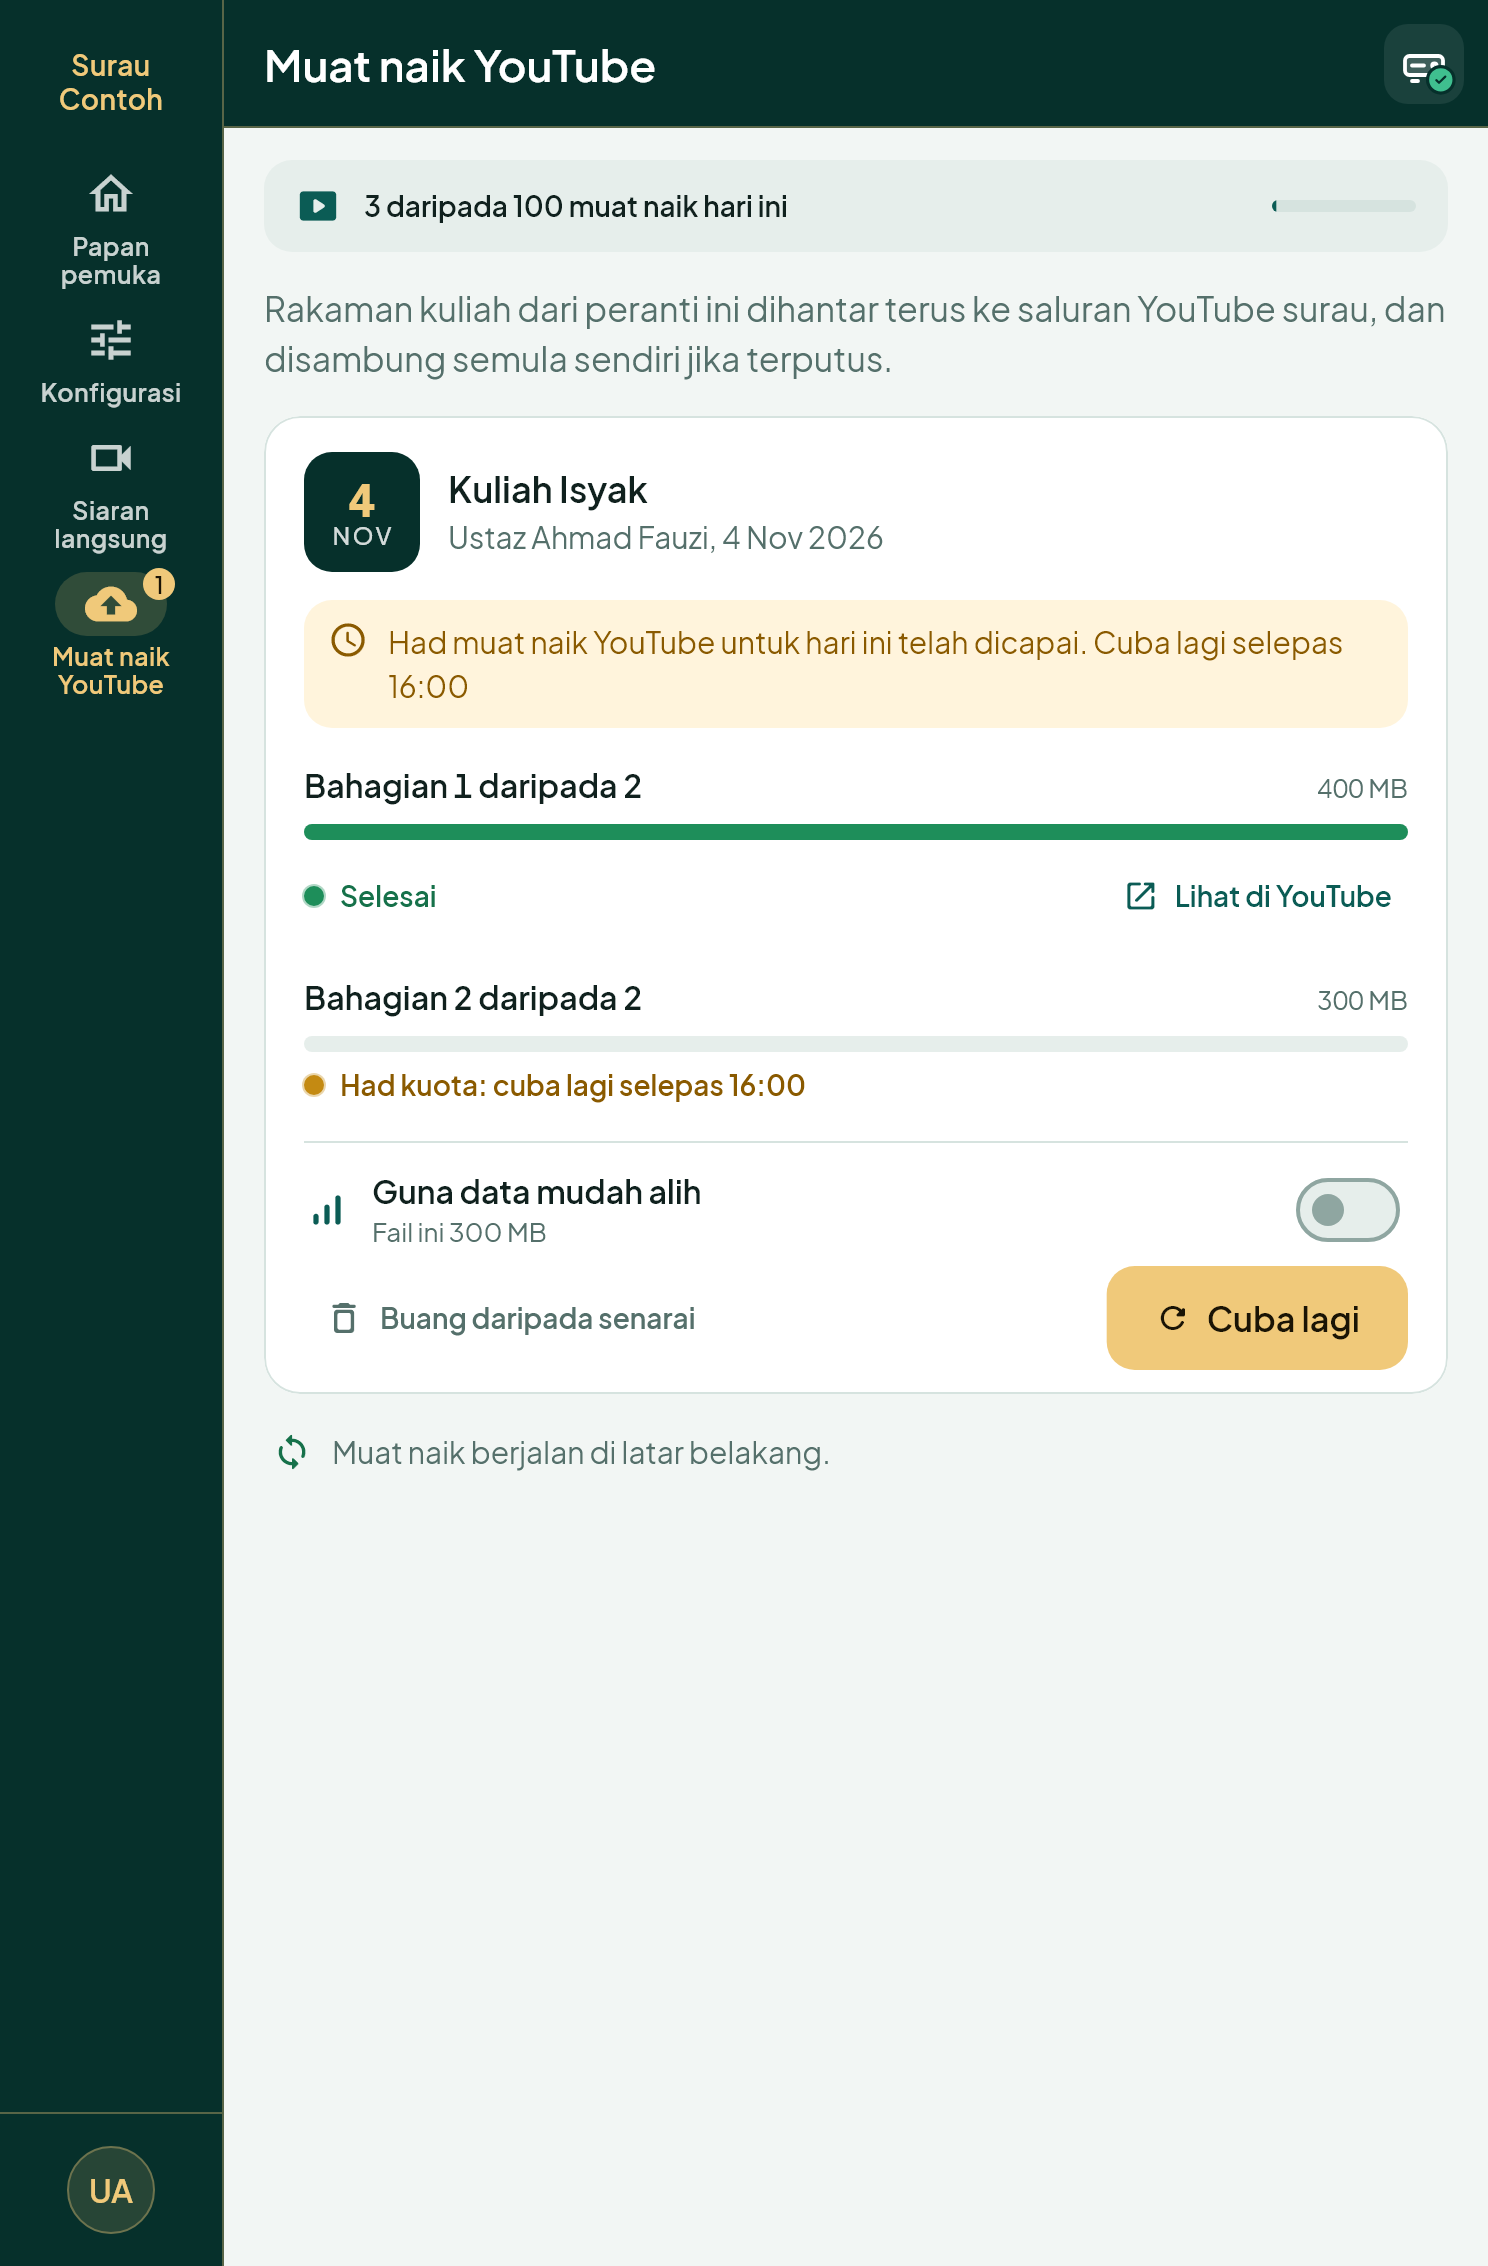 Surau
Contoh
Papan
pemuka
Konfigurasi
Siaran
langsung
1
Muat naik
YouTube
UA
Muat naik YouTube
3 daripada 100 muat naik hari ini
Rakaman kuliah dari peranti ini dihantar terus ke saluran YouTube surau, dan
disambung semula sendiri jika terputus.
4
NOV
Kuliah Isyak
Ustaz Ahmad Fauzi, 4 Nov 2026
Had muat naik YouTube untuk hari ini telah dicapai. Cuba lagi selepas
16:00
Bahagian 1 daripada 2
400 MB
Selesai
Lihat di YouTube
Bahagian 2 daripada 2
300 MB
Had kuota: cuba lagi selepas 16:00
Guna data mudah alih
Fail ini 300 MB
Buang daripada senarai
Cuba lagi
Muat naik berjalan di latar belakang.